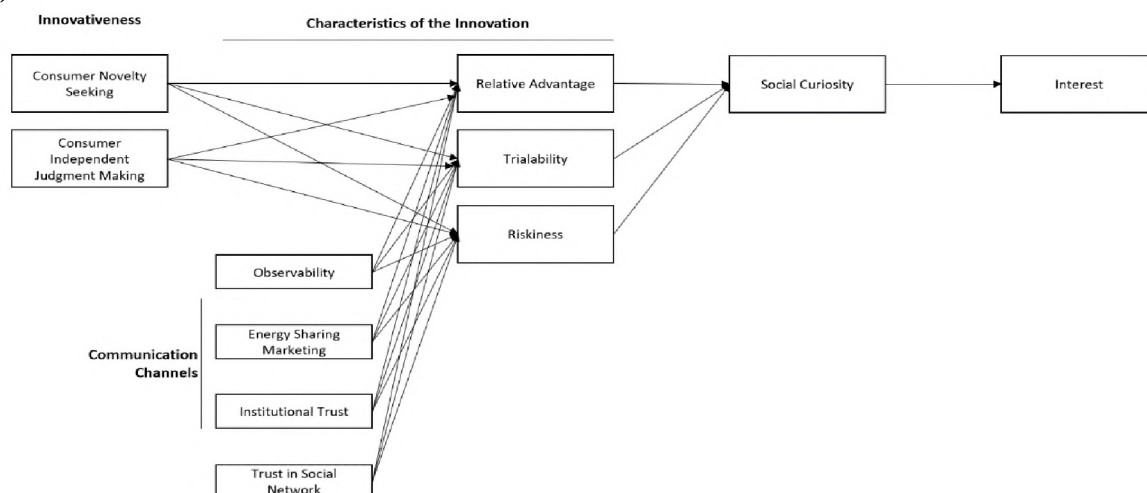 Innovativeness
Characteristics of the Innovation
Consumer Novelty
Seeking
Relative Advantage
Social Curiosity
Interest
Consumer
Independent
Judgment Making
Trialability
Riskiness
Observability
Communication
Channels
Energy Sharing
Marketing
Institutional Trust
Trust in Social
Network